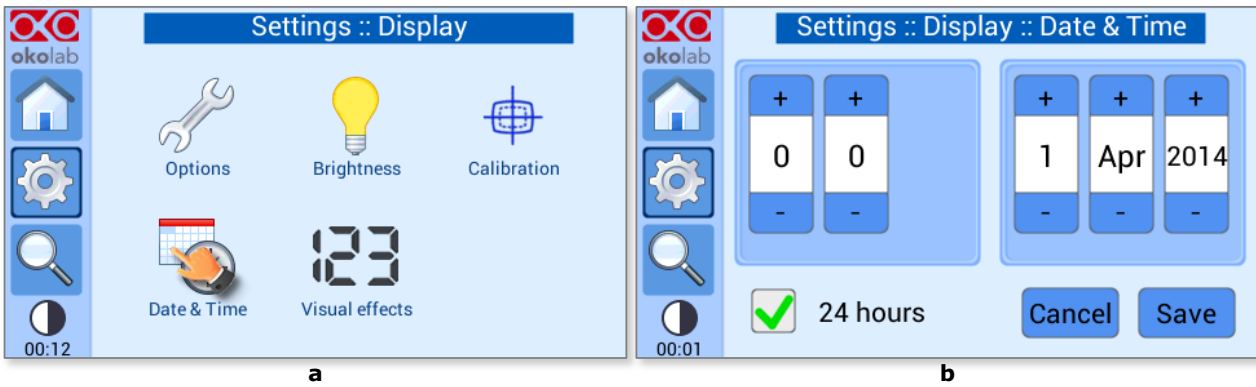 Settings :: Display
okolab
Options
Brightness
Calibration
123
Date & Time
Visual effects
00:12
a
Settings :: Display :: Date & Time
okolab
+ + + + +
0 0 1 Apr 2014
- - - - -
24 hours
Cancel Save
00:01
b